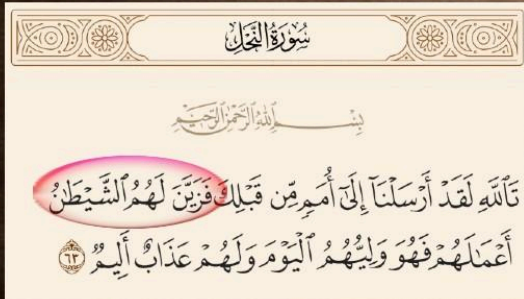 سُورَةُ النَّحْلِ
بِسْمِ ٱللَّهِ ٱلرَّحْمَٰنِ ٱلرَّحِيمِ
تَٱللَّهِ لَقَدْ أَرْسَلْنَآ إِلَىٰٓ أُمَمٍ مِّن قَبْلِكَ فَزَيَّنَ لَهُمُ ٱلشَّيْطَٰنُ
أَعْمَٰلَهُمْ فَهُوَ وَلِيُّهُمُ ٱلْيَوْمَ وَلَهُمْ عَذَابٌ أَلِيمٌ ٦٣